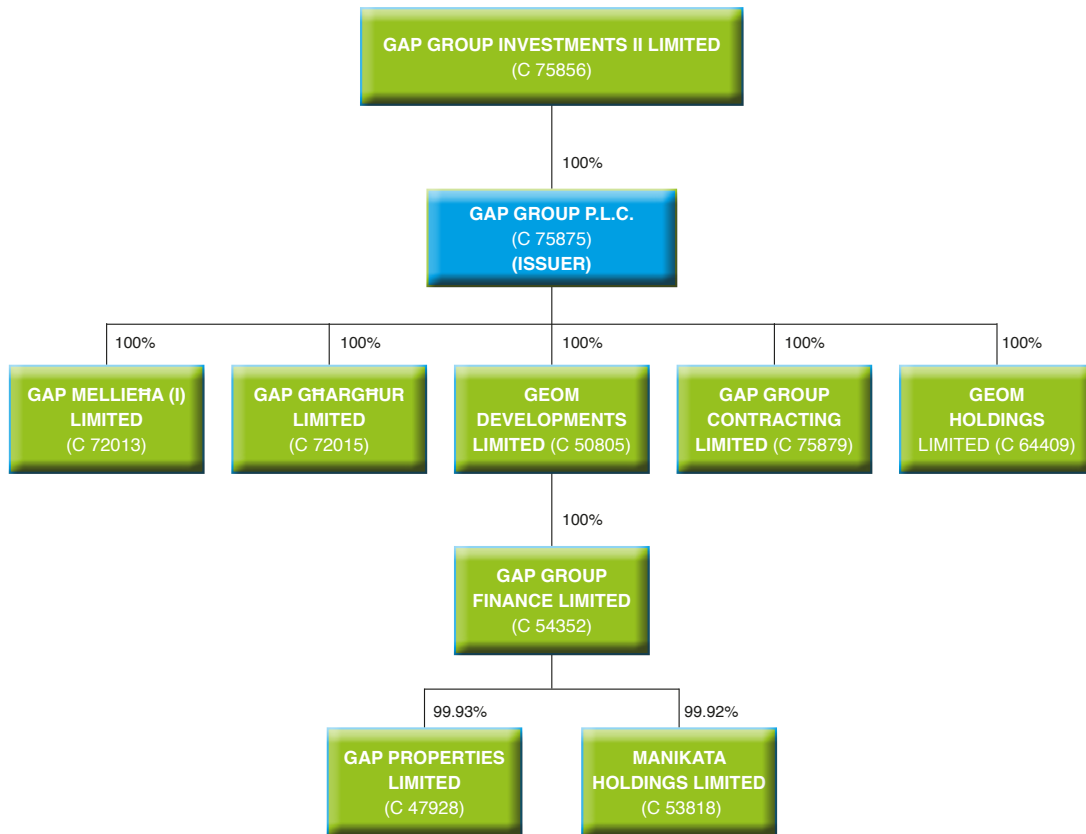 GAP GROUP INVESTMENTS II LIMITED
(C 75856)
100%
GAP GROUP P.L.C.
(C 75875)
(ISSUER)
100%
100%
100%
100%
100%
GAP MELLIEĦA (I)
LIMITED
(C 72013)
GAP GĦARGĦUR
LIMITED
(C 72015)
GEOM
DEVELOPMENTS
LIMITED (C 50805)
GAP GROUP
CONTRACTING
LIMITED (C 75879)
GEOM
HOLDINGS
LIMITED (C 64409)
100%
GAP GROUP
FINANCE LIMITED
(C 54352)
99.93%
99.92%
GAP PROPERTIES
LIMITED
(C 47928)
MANIKATA
HOLDINGS LIMITED
(C 53818)